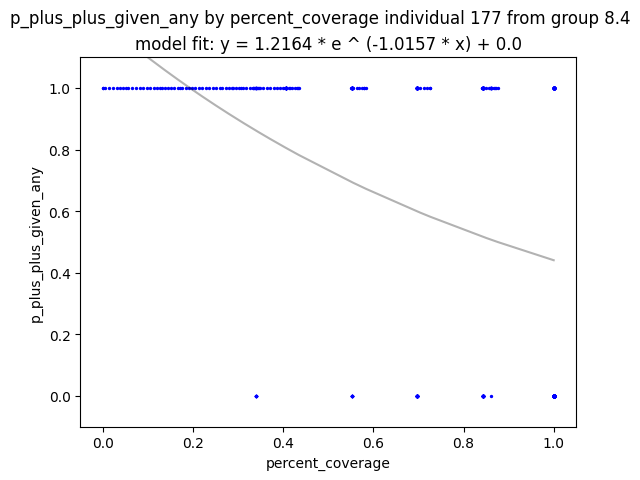 p_plus_plus_given_any by percent_coverage individual 177 from group 8.4
model fit: y = 1.2164 * e ^ (-1.0157 * x) + 0.0
1.0
0.8
0.6
0.4
0.2
0.0
p_plus_plus_given_any
0.0 0.2 0.4 0.6 0.8 1.0
percent_coverage